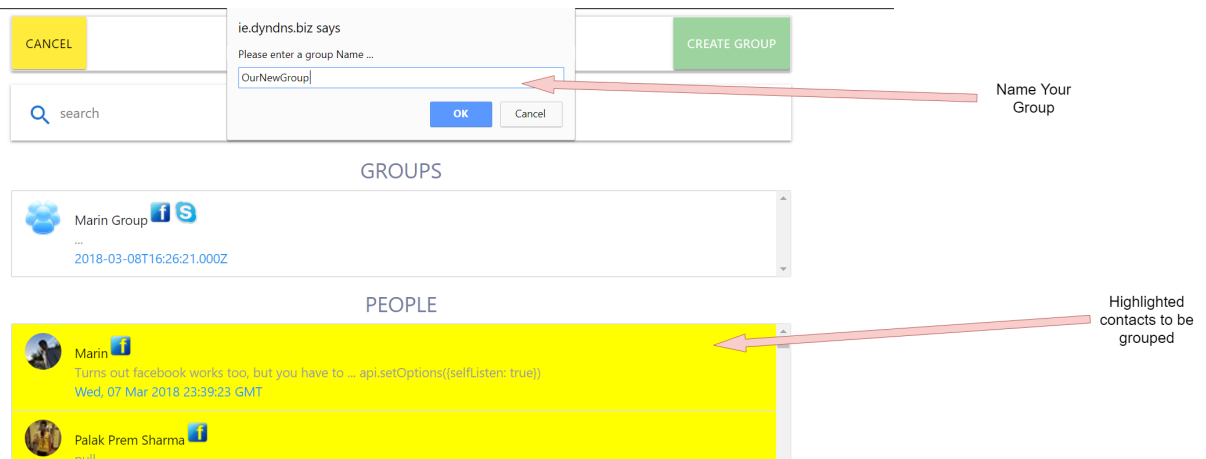 ie.dyndns.biz says
CANCEL
Please enter a group Name ...
CREATE GROUP
OurNewGroup
OK
Cancel
Name Your
Group
search
GROUPS
Marin Group
...
2018-03-08T16:26:21.000Z
PEOPLE
Highlighted
contacts to be
grouped
Marin
Turns out facebook works too, but you have to ... api.setOptions({selfListen: true})
Wed, 07 Mar 2018 23:39:23 GMT
Palak Prem Sharma
null